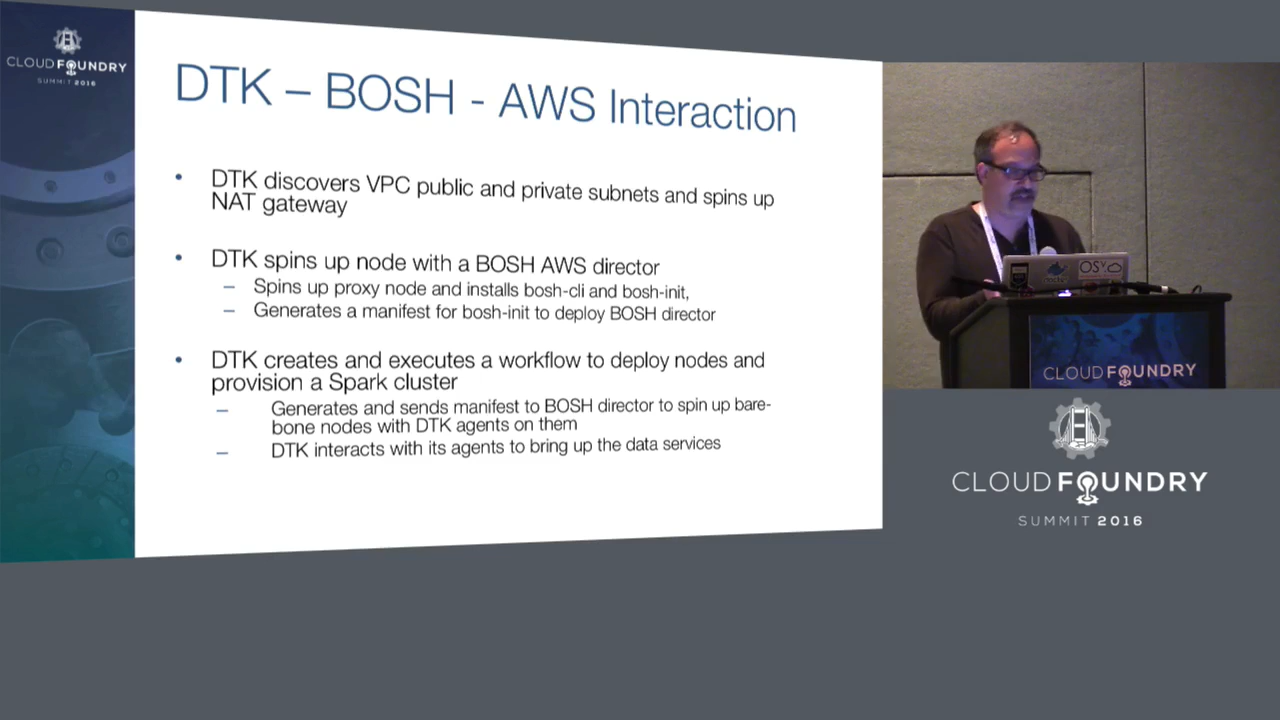 CLOUD FOUNDRY
SUMMIT 2016
DTK – BOSH - AWS Interaction
• DTK discovers VPC public and private subnets and spins up
NAT gateway
• DTK spins up node with a BOSH AWS director
– Spins up proxy node and installs bosh-cli and bosh-init,
– Generates a manifest for bosh-init to deploy BOSH director
• DTK creates and executes a workflow to deploy nodes and
provision a Spark cluster
– Generates and sends manifest to BOSH director to spin up bare-
bone nodes with DTK agents on them
– DTK interacts with its agents to bring up the data services
OSv
CLOUD FOUNDRY
CLOUD FOUNDRY
SUMMIT 2016